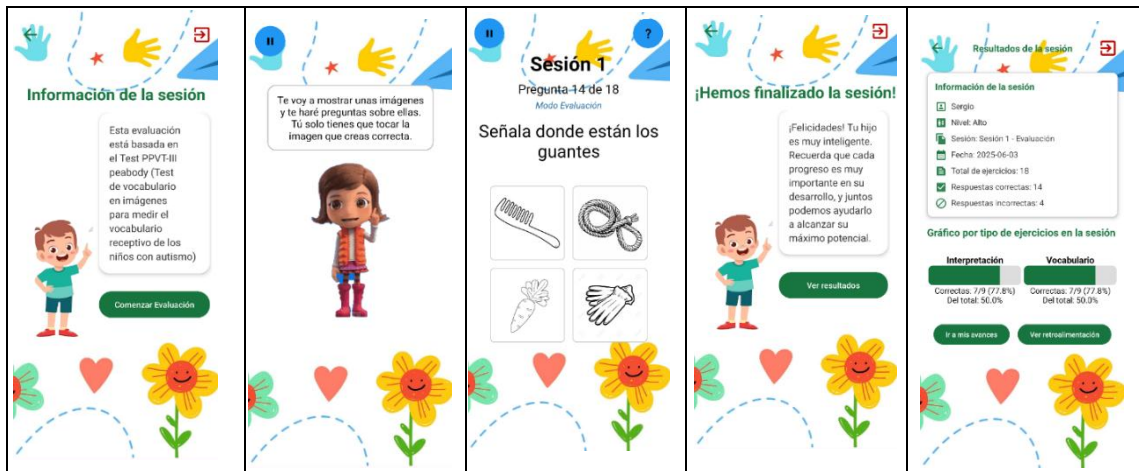 Información de la sesión
Esta evaluación
está basada en
el Test PPVT-III
peabody (Test
de vocabulario
en imágenes
para medir el
vocabulario
receptivo de los
niños con autismo)
Comenzar Evaluación
Te voy a mostrar unas imágenes
y te haré preguntas sobre ellas.
Tú solo tienes que tocar la
imagen que creas correcta.
?
Sesión 1
Pregunta 14 de 18
Modo Evaluación
Señala donde están los
guantes
¡Hemos finalizado la sesión!
¡Felicidades! Tu hijo
es muy inteligente.
Recuerda que cada
progreso es muy
importante en su
desarrollo, y juntos
podemos ayudarlo
a alcanzar su
máximo potencial.
Ver resultados
Resultados de la sesión
Información de la sesión
Sergio
Nivel: Alto
Sesión: Sesión 1 - Evaluación
Fecha: 2025-06-03
Total de ejercicios: 18
Respuestas correctas: 14
Respuestas incorrectas: 4
Gráfico por tipo de ejercicios en la sesión
Interpretación
Correctas: 7/9 (77.8%)
Del total: 50.0%
Vocabulario
Correctas: 7/9 (77.8%)
Del total: 50.0%
Ir a mis avances
Ver retroalimentación